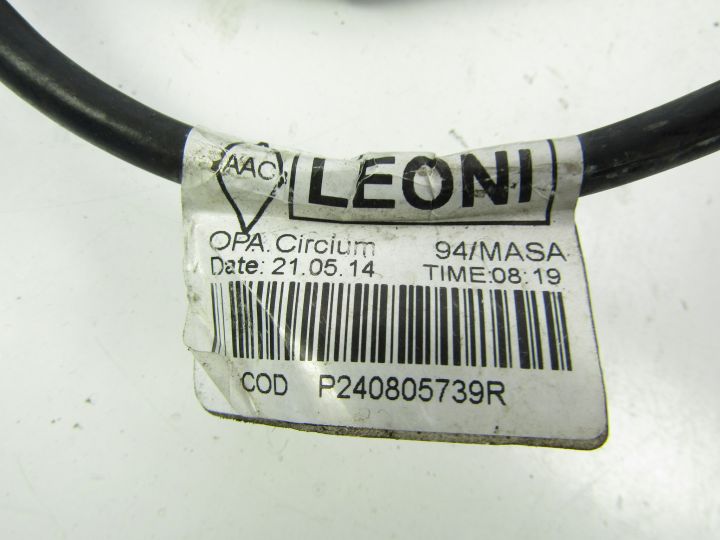 AAC LEONI
OPA. Circium 94/MASA
Date: 21.05.14 TIME:08:19
COD P240805739R